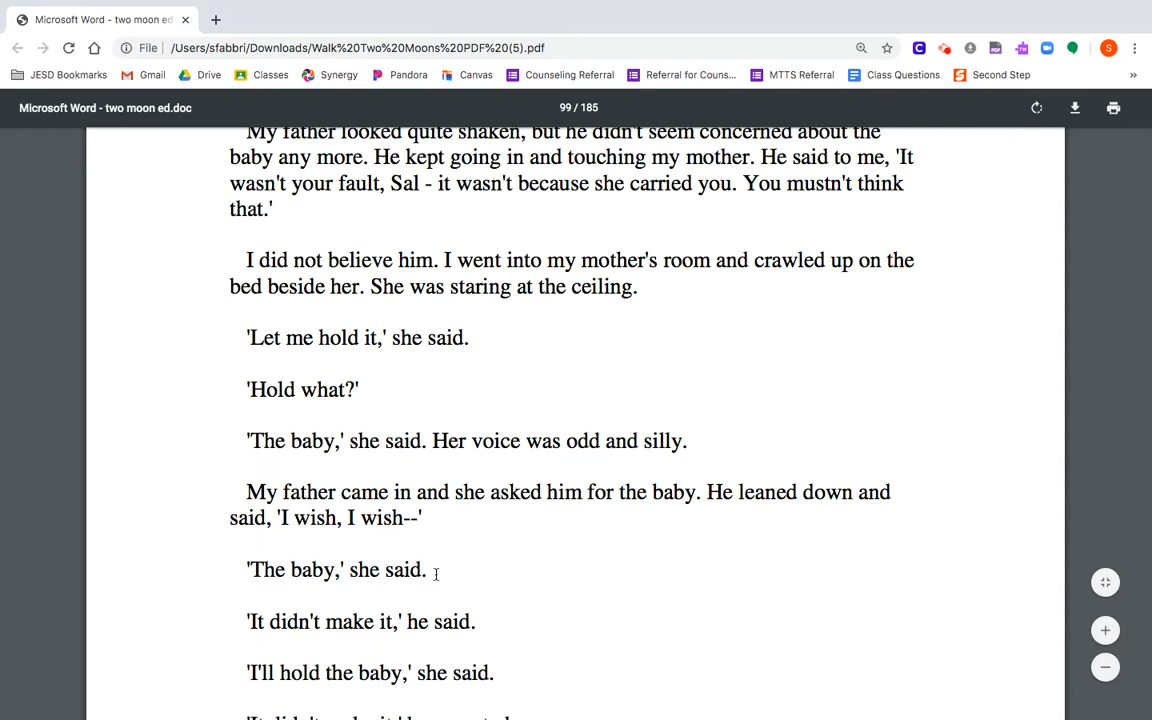 Microsoft Word - two moon ed
File /Users/sfabbri/Downloads/Walk%20Two%20Moons%20PDF%20(5).pdf
JESD Bookmarks Gmail Drive Classes Synergy Pandora Canvas Counseling Referral Referral for Couns... MTTS Referral Class Questions Second Step »
Microsoft Word - two moon ed.doc 99 / 185
My father looked quite shaken, but he didn't seem concerned about the
baby any more. He kept going in and touching my mother. He said to me, 'It
wasn't your fault, Sal - it wasn't because she carried you. You mustn't think
that.'
I did not believe him. I went into my mother's room and crawled up on the
bed beside her. She was staring at the ceiling.
'Let me hold it,' she said.
'Hold what?'
'The baby,' she said. Her voice was odd and silly.
My father came in and she asked him for the baby. He leaned down and
said, 'I wish, I wish--'
'The baby,' she said.
'It didn't make it,' he said.
'I'll hold the baby,' she said.